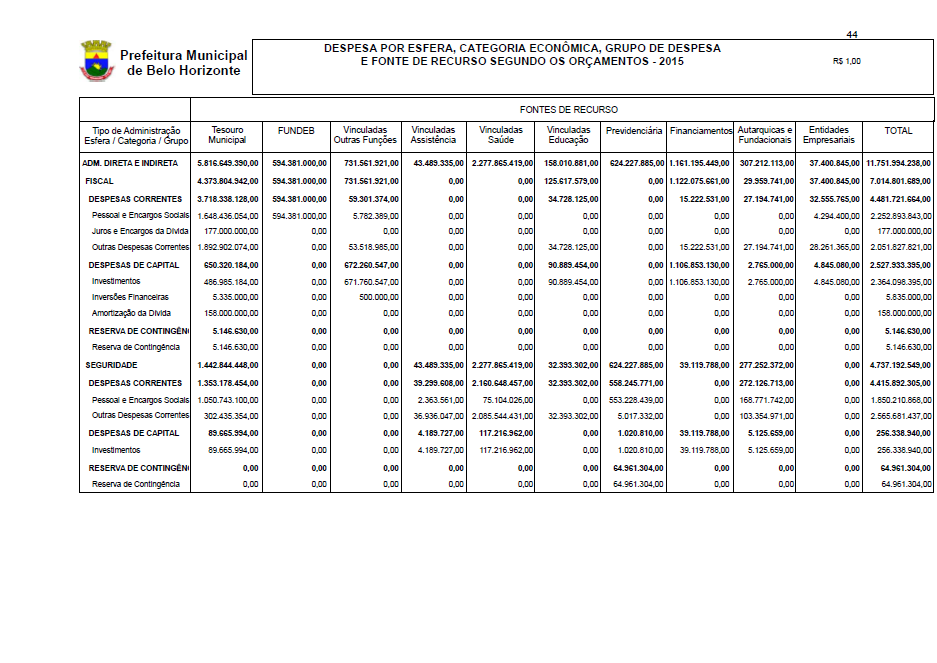 44
Prefeitura Municipal
de Belo Horizonte
DESPESA POR ESFERA, CATEGORIA ECONÔMICA, GRUPO DE DESPESA
E FONTE DE RECURSO SEGUNDO OS ORÇAMENTOS - 2015
R$ 1,00
FONTES DE RECURSO
Tipo de Administração
Esfera / Categoria / Grupo
Tesouro
Municipal
FUNDEB
Vinculadas
Outras Funções
Vinculadas
Assistência
Vinculadas
Saúde
Vinculadas
Educação
Previdenciária
Financiamentos
Autarquicas e
Fundacionais
Entidades
Empresariais
TOTAL
ADM. DIRETA E INDIRETA 5.816.649.390,00 594.381.000,00 731.561.921,00 43.489.335,00 2.277.865.419,00 158.010.881,00 624.227.885,00 1.161.195.449,00 307.212.113,00 37.400.845,00 11.751.994.238,00
FISCAL 4.373.804.942,00 594.381.000,00 731.561.921,00 0,00 0,00 125.617.579,00 0,00 1.122.075.661,00 29.959.741,00 37.400.845,00 7.014.801.689,00
DESPESAS CORRENTES 3.718.338.128,00 594.381.000,00 59.301.374,00 0,00 0,00 34.728.125,00 0,00 15.222.531,00 27.194.741,00 32.555.765,00 4.481.721.664,00
Pessoal e Encargos Sociais 1.648.436.054,00 594.381.000,00 5.782.389,00 0,00 0,00 0,00 0,00 0,00 0,00 4.294.400,00 2.252.893.843,00
Juros e Encargos da Dívida 177.000.000,00 0,00 0,00 0,00 0,00 0,00 0,00 0,00 0,00 0,00 177.000.000,00
Outras Despesas Correntes 1.892.902.074,00 0,00 53.518.985,00 0,00 0,00 34.728.125,00 0,00 15.222.531,00 27.194.741,00 28.261.365,00 2.051.827.821,00
DESPESAS DE CAPITAL 650.320.184,00 0,00 672.260.547,00 0,00 0,00 90.889.454,00 0,00 1.106.853.130,00 2.765.000,00 4.845.080,00 2.527.933.395,00
Investimentos 486.985.184,00 0,00 671.760.547,00 0,00 0,00 90.889.454,00 0,00 1.106.853.130,00 2.765.000,00 4.845.080,00 2.364.098.395,00
Inversões Financeiras 5.335.000,00 0,00 500.000,00 0,00 0,00 0,00 0,00 0,00 0,00 0,00 5.835.000,00
Amortização da Dívida 158.000.000,00 0,00 0,00 0,00 0,00 0,00 0,00 0,00 0,00 0,00 158.000.000,00
RESERVA DE CONTINGÊN 5.146.630,00 0,00 0,00 0,00 0,00 0,00 0,00 0,00 0,00 0,00 5.146.630,00
Reserva de Contingência 5.146.630,00 0,00 0,00 0,00 0,00 0,00 0,00 0,00 0,00 0,00 5.146.630,00
SEGURIDADE 1.442.844.448,00 0,00 0,00 43.489.335,00 2.277.865.419,00 32.393.302,00 624.227.885,00 39.119.788,00 277.252.372,00 0,00 4.737.192.549,00
DESPESAS CORRENTES 1.353.178.454,00 0,00 0,00 39.299.608,00 2.160.648.457,00 32.393.302,00 558.245.771,00 0,00 272.126.713,00 0,00 4.415.892.305,00
Pessoal e Encargos Sociais 1.050.743.100,00 0,00 0,00 2.363.561,00 75.104.026,00 0,00 553.228.439,00 0,00 168.771.742,00 0,00 1.850.210.868,00
Outras Despesas Correntes 302.435.354,00 0,00 0,00 36.936.047,00 2.085.544.431,00 32.393.302,00 5.017.332,00 0,00 103.354.971,00 0,00 2.565.681.437,00
DESPESAS DE CAPITAL 89.665.994,00 0,00 0,00 4.189.727,00 117.216.962,00 0,00 1.020.810,00 39.119.788,00 5.125.659,00 0,00 256.338.940,00
Investimentos 89.665.994,00 0,00 0,00 4.189.727,00 117.216.962,00 0,00 1.020.810,00 39.119.788,00 5.125.659,00 0,00 256.338.940,00
RESERVA DE CONTINGÊN 0,00 0,00 0,00 0,00 0,00 0,00 64.961.304,00 0,00 0,00 0,00 64.961.304,00
Reserva de Contingência 0,00 0,00 0,00 0,00 0,00 0,00 64.961.304,00 0,00 0,00 0,00 64.961.304,00